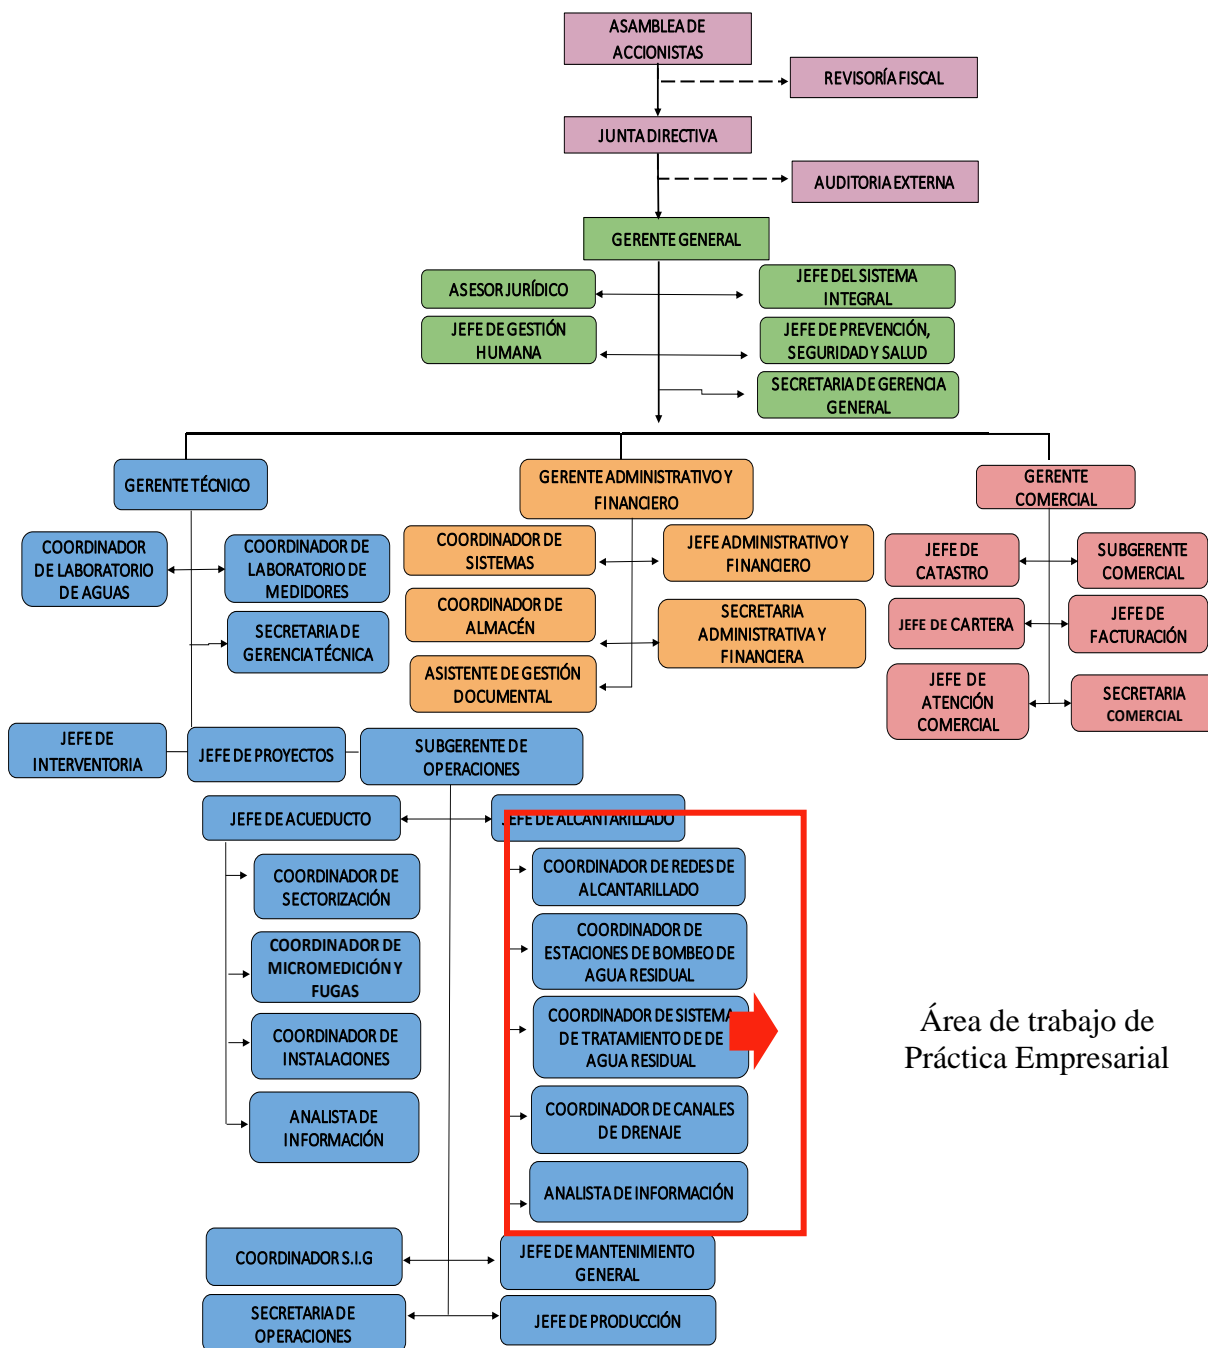 ASAMBLEA DE
ACCIONISTAS
REVISORÍA FISCAL
JUNTA DIRECTIVA
AUDITORIA EXTERNA
GERENTE GENERAL
ASESOR JURÍDICO
JEFE DEL SISTEMA
INTEGRAL
JEFE DE GESTIÓN
HUMANA
JEFE DE PREVENCIÓN,
SEGURIDAD Y SALUD
SECRETARIA DE GERENCIA
GENERAL
GERENTE TÉCNICO
GERENTE ADMINISTRATIVO Y
FINANCIERO
GERENTE
COMERCIAL
COORDINADOR
DE LABORATORIO
DE AGUAS
COORDINADOR DE
LABORATORIO DE
MEDIDORES
SECRETARIA DE
GERENCIA TÉCNICA
COORDINADOR DE
SISTEMAS
JEFE ADMINISTRATIVO Y
FINANCIERO
COORDINADOR DE
ALMACÉN
SECRETARIA
ADMINISTRATIVA Y
FINANCIERA
ASISTENTE DE GESTIÓN
DOCUMENTAL
JEFE DE
CATASTRO
SUBGERENTE
COMERCIAL
JEFE DE CARTERA
JEFE DE
FACTURACIÓN
JEFE DE
ATENCIÓN
COMERCIAL
SECRETARIA
COMERCIAL
JEFE DE
INTERVENTORIA
JEFE DE PROYECTOS
SUBGERENTE DE
OPERACIONES
JEFE DE ACUEDUCTO
JEFE DE ALCANTARILLADO
COORDINADOR DE
SECTORIZACIÓN
COORDINADOR DE
MICROMEDICIÓN Y
FUGAS
COORDINADOR DE
INSTALACIONES
ANALISTA DE
INFORMACIÓN
COORDINADOR DE REDES DE
ALCANTARILLADO
COORDINADOR DE
ESTACIONES DE BOMBEO DE
AGUA RESIDUAL
COORDINADOR DE SISTEMA
DE TRATAMIENTO DE DE
AGUA RESIDUAL
COORDINADOR DE CANALES
DE DRENAJE
ANALISTA DE INFORMACIÓN
Área de trabajo de
Práctica Empresarial
COORDINADOR S.I.G
JEFE DE MANTENIMIENTO
GENERAL
SECRETARIA DE
OPERACIONES
JEFE DE PRODUCCIÓN